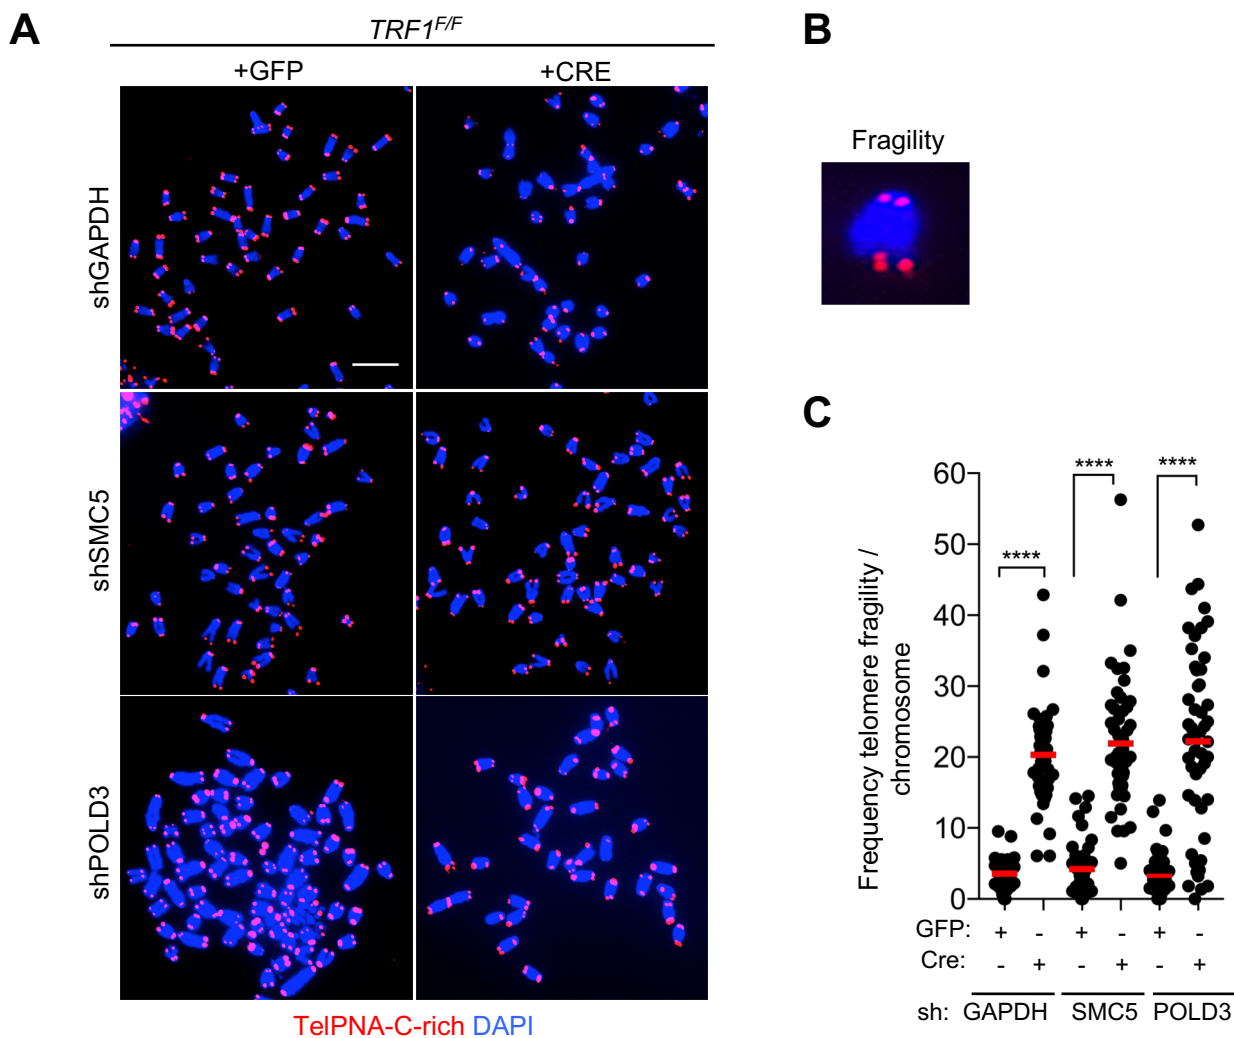 A
TRF1F/F
+GFP
+CRE
shGAPDH
shSMC5
shPOLD3
TelPNA-C-rich DAPI
B
Fragility
C
Frequency telomere fragility /
chromosome
60
50
40
30
20
10
0
****
****
****
GFP: + - + - + -
Cre: - + - + - +
sh: GAPDH SMC5 POLD3